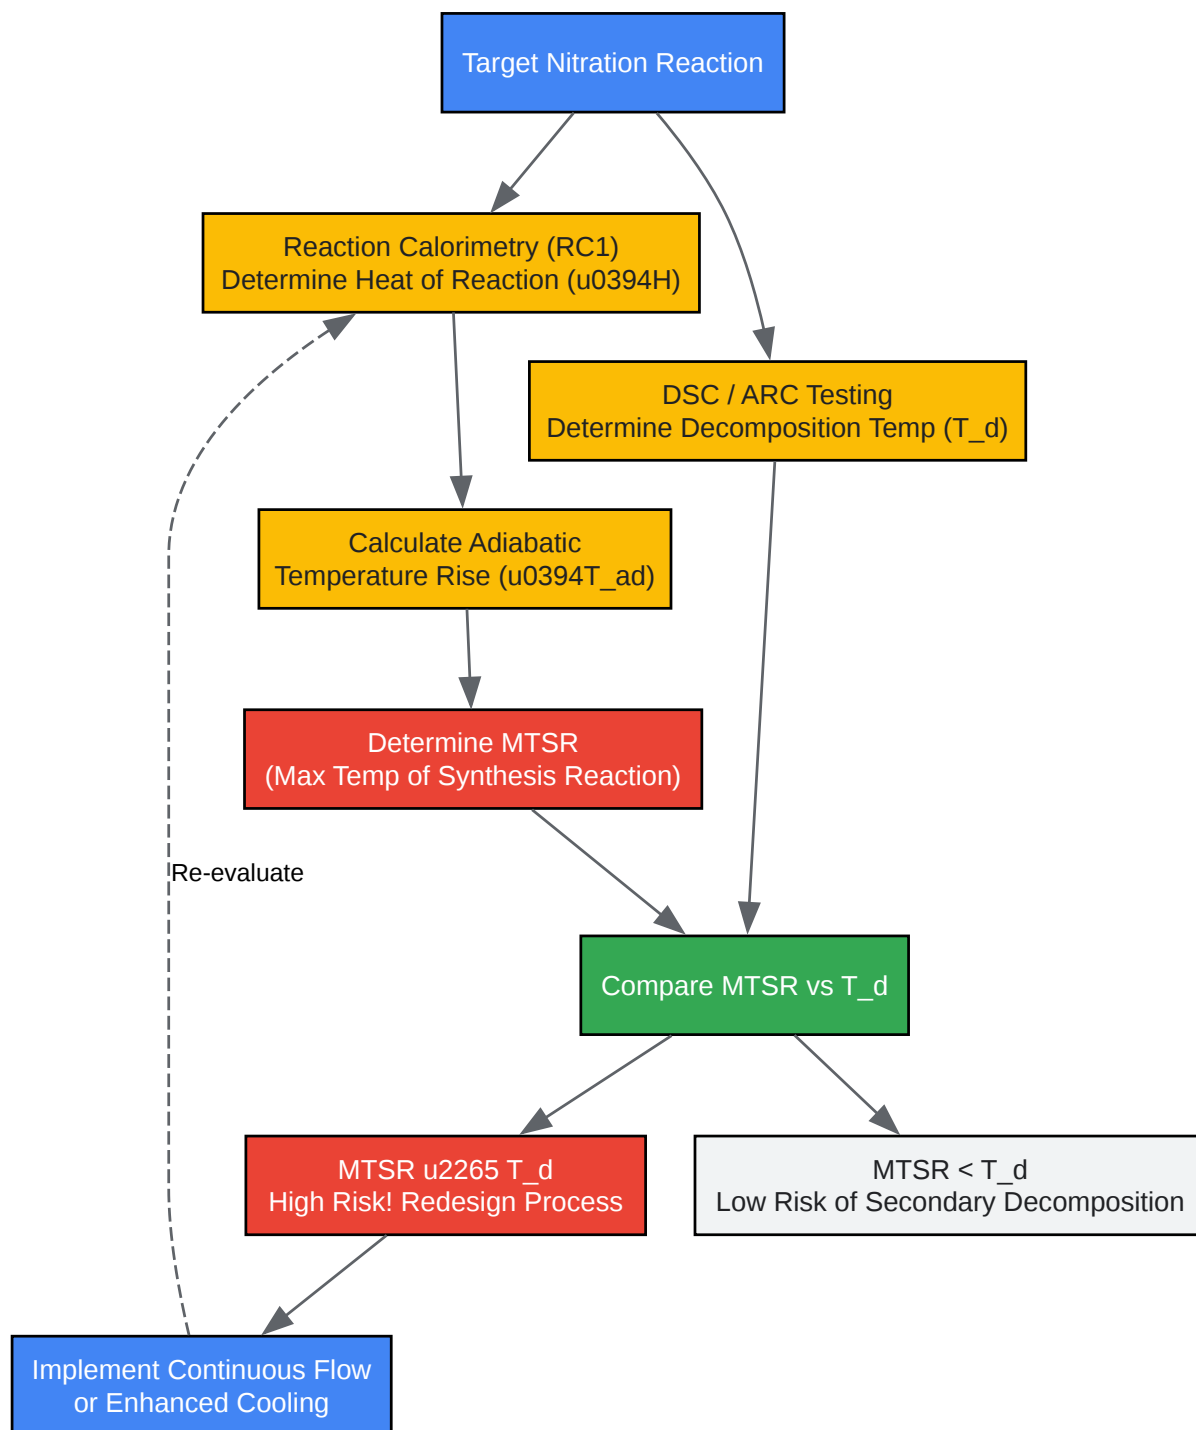 Target Nitration Reaction
Reaction Calorimetry (RC1)
Determine Heat of Reaction (u0394H)
DSC / ARC Testing
Determine Decomposition Temp (T_d)
Calculate Adiabatic
Temperature Rise (u0394T_ad)
Determine MTSR
(Max Temp of Synthesis Reaction)
Re-evaluate
Compare MTSR vs T_d
MTSR u2265 T_d
High Risk! Redesign Process
MTSR < T_d
Low Risk of Secondary Decomposition
Implement Continuous Flow
or Enhanced Cooling